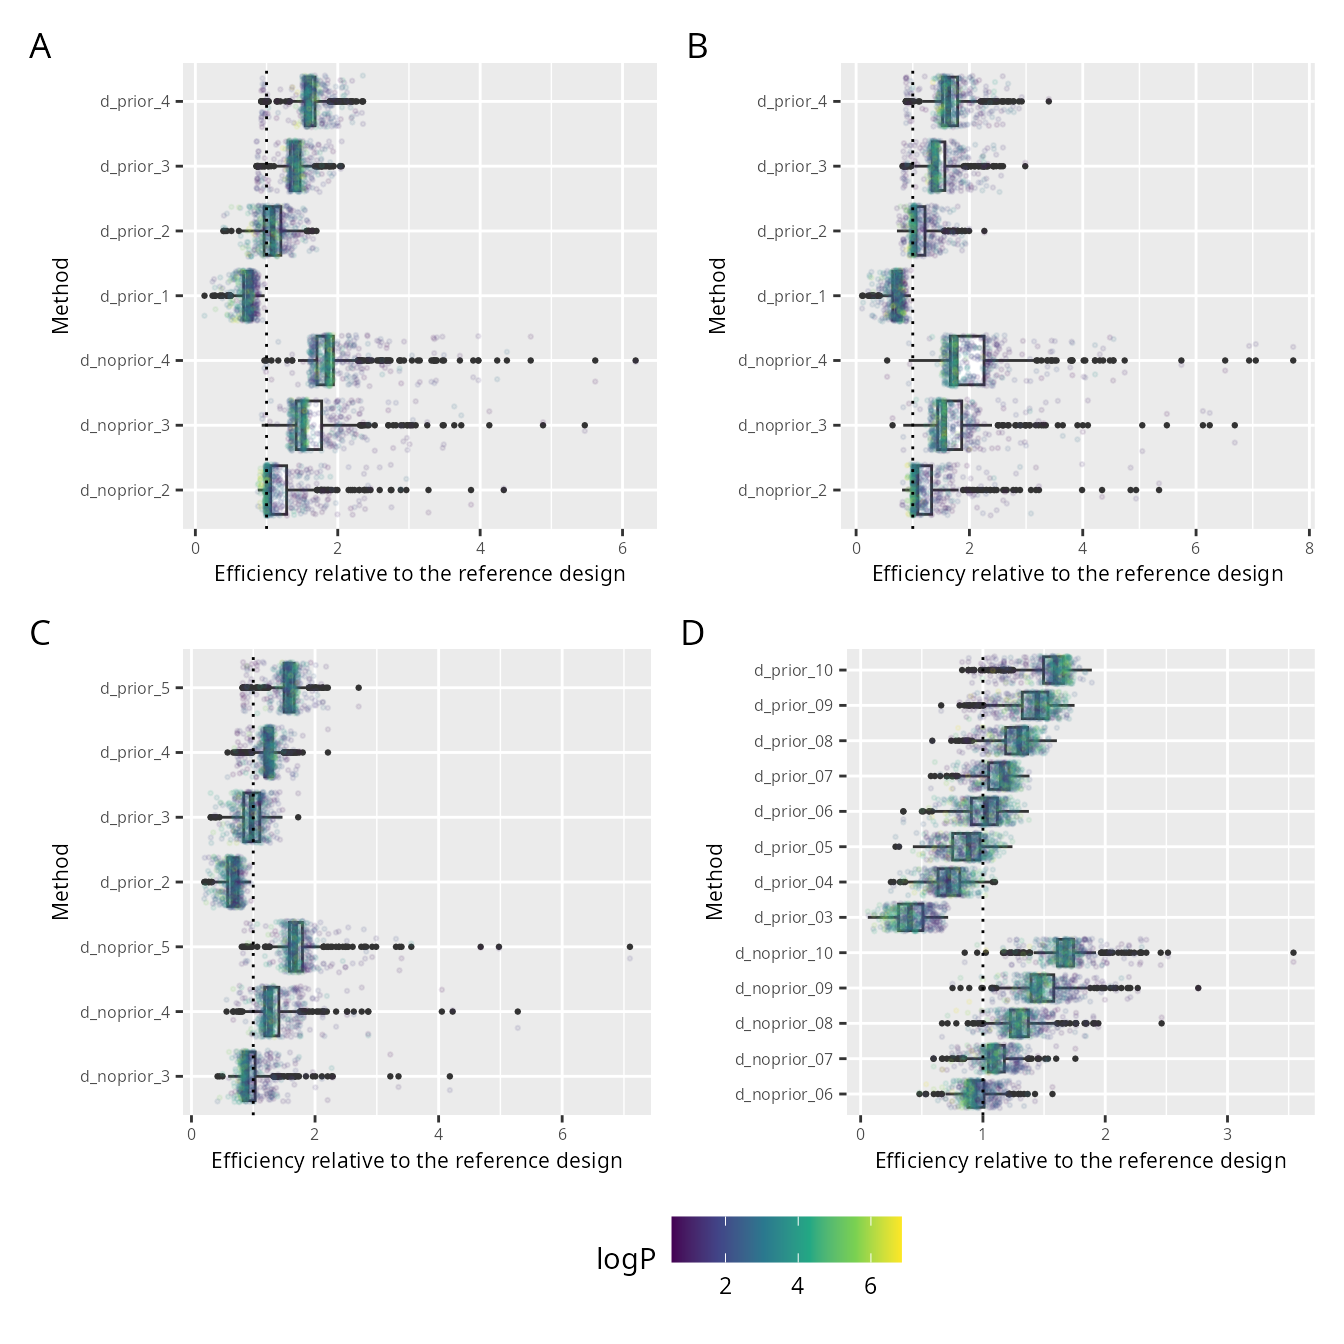 A
d_prior_4
d_prior_3
d_prior_2
d_prior_1
d_noprior_4
d_noprior_3
d_noprior_2
Method
0 2 4 6
Efficiency relative to the reference design
B
d_prior_4
d_prior_3
d_prior_2
d_prior_1
d_noprior_4
d_noprior_3
d_noprior_2
Method
0 2 4 6 8
Efficiency relative to the reference design
C
d_prior_5
d_prior_4
d_prior_3
d_prior_2
d_noprior_5
d_noprior_4
d_noprior_3
Method
0 2 4 6
Efficiency relative to the reference design
D
d_prior_10
d_prior_09
d_prior_08
d_prior_07
d_prior_06
d_prior_05
d_prior_04
d_prior_03
d_noprior_10
d_noprior_09
d_noprior_08
d_noprior_07
d_noprior_06
Method
0 1 2 3
Efficiency relative to the reference design
logP
2 4 6